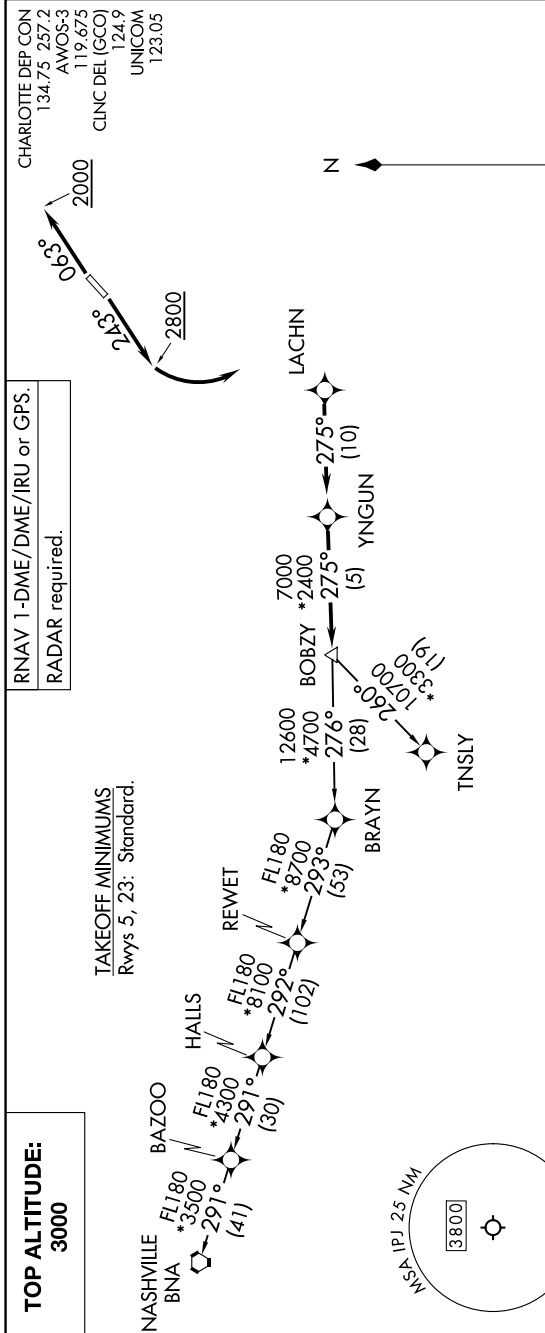 TOP ALTITUDE:
3000
RNAV 1-DME/DME/IRU or GPS.
RADAR required.
CHARLOTTE DEP CON
134.75 257.2
AWOS-3
119.675
CLNC DEL (GCO)
124.9
UNICOM
123.05
TAKEOFF MINIMUMS
Rwys 5, 23: Standard.
063°
2000
243°
2800
N
LACHN
275°
(10)
YNGUN
7000
*2400
275°
(5)
BOBZY
260°
10700
*3300
(19)
TNSLY
12600
*4700
276°
(28)
BRAYN
FL180
*8700
293°
(53)
REWET
FL180
*8100
292°
(102)
HALLS
FL180
*4300
291°
(30)
BAZOO
FL180
*3500
291°
(41)
NASHVILLE
BNA
MSA IPJ 25 NM
3800